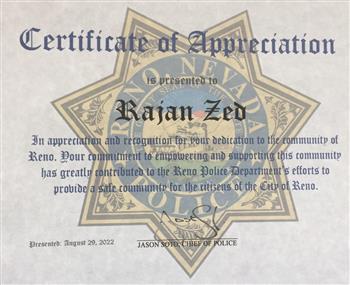 Certificate of Appreciation
is presented to
Rajan Zed
In appreciation and recognition for your dedication to the community of
Reno. Your commitment to empowering and supporting this community
has greatly contributed to the Reno Police Department's efforts to
provide a safe community for the citizens of the City of Reno.
Presented: August 29, 2022
JASON SOTO, CHIEF OF POLICE
RENO, NEVADA
POLICE